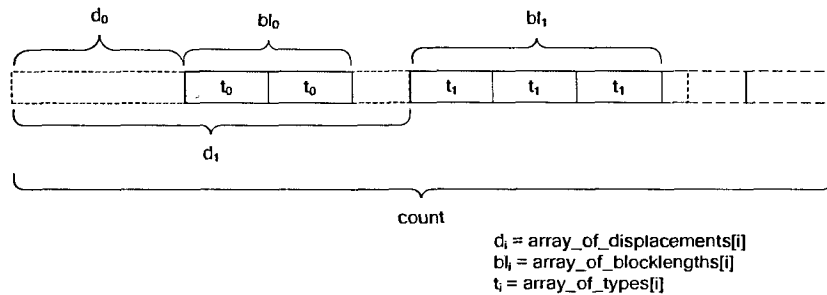 d₀ bl₀ bl₁
t₀ t₀ t₁ t₁ t₁
d₁
count
dᵢ = array_of_displacements[i]
blᵢ = array_of_blocklengths[i]
tᵢ = array_of_types[i]